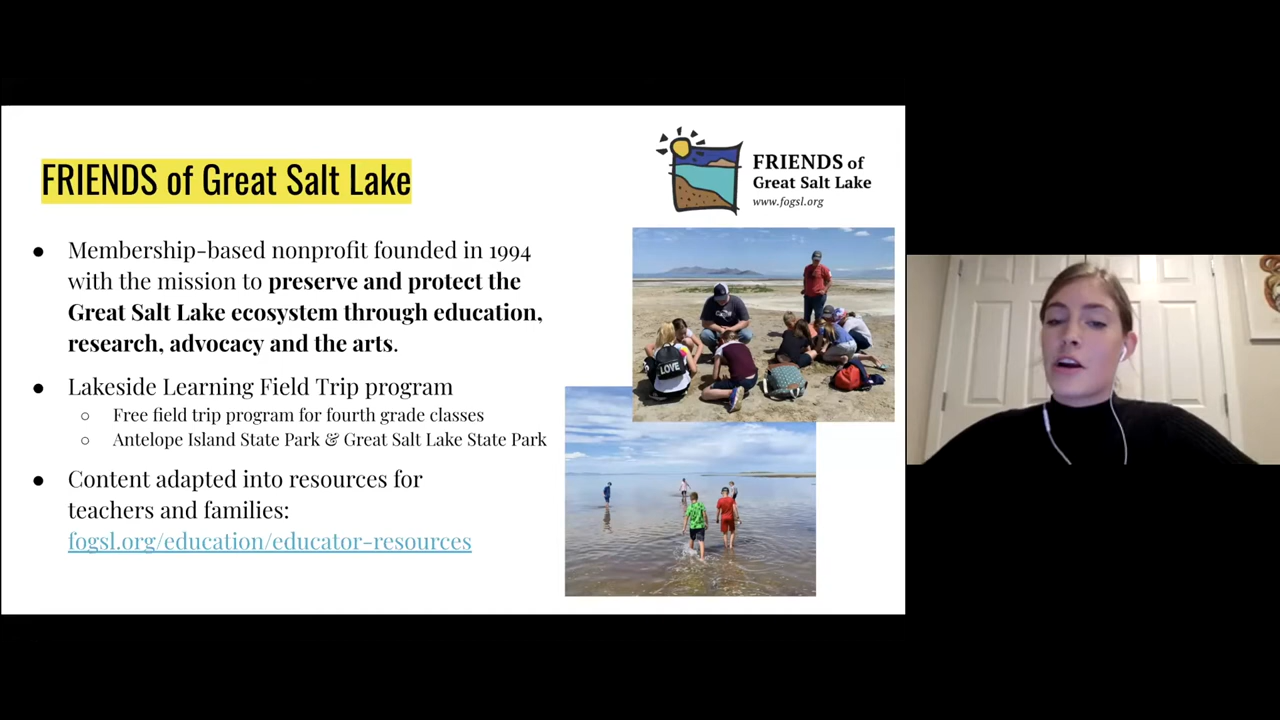 FRIENDS of Great Salt Lake
FRIENDS of
Great Salt Lake
www.fogsl.org
● Membership-based nonprofit founded in 1994
with the mission to preserve and protect the
Great Salt Lake ecosystem through education,
research, advocacy and the arts.
● Lakeside Learning Field Trip program
○ Free field trip program for fourth grade classes
○ Antelope Island State Park & Great Salt Lake State Park
● Content adapted into resources for
teachers and families:
fogsl.org/education/educator-resources
LOVE